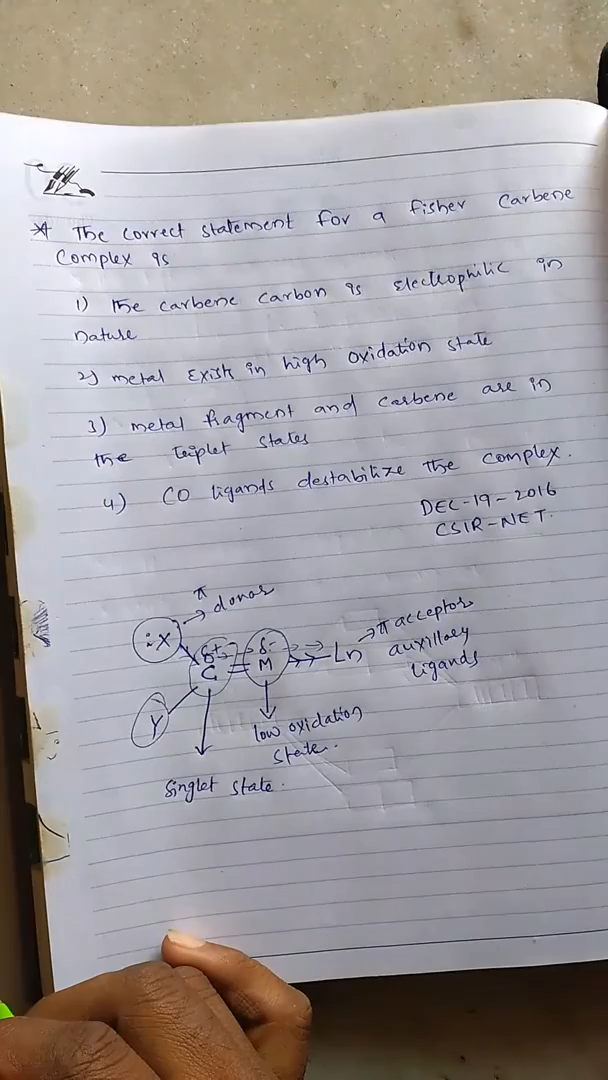 * The correct statement for a fisher carbene
Complex is
1) The carbene carbon is Electrophilic in
nature
2) metal Exist in high oxidation state
3) metal fragment and carbene are in
the triplet states
4) CO ligands destabilize the complex.
DEC-19-2016
CSIR-NET.
π
donor
:X
δ+
C
δ-
M
Ln
π acceptor
auxillary
ligands
Y
low oxidation
state.
Singlet state.